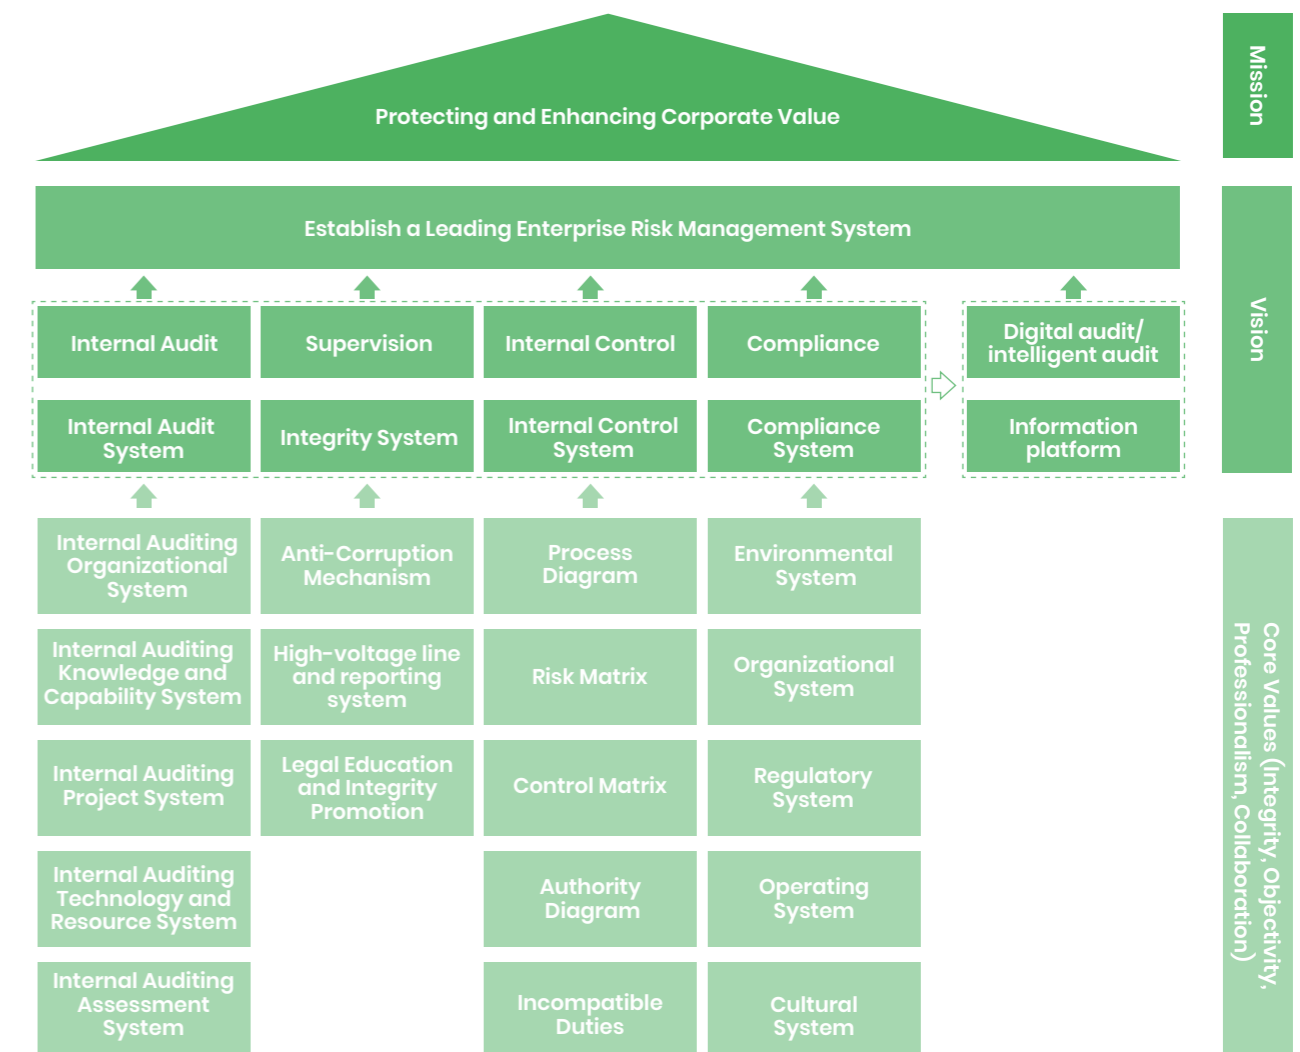 Protecting and Enhancing Corporate Value
Mission
Establish a Leading Enterprise Risk Management System
Vision
Internal Audit
Supervision
Internal Control
Compliance
Digital audit/
intelligent audit
Internal Audit
System
Integrity System
Internal Control
System
Compliance
System
Information
platform
Internal Auditing
Organizational
System
Anti-Corruption
Mechanism
Process
Diagram
Environmental
System
Internal Auditing
Knowledge and
Capability System
High-voltage line
and reporting
system
Risk Matrix
Organizational
System
Internal Auditing
Project System
Legal Education
and Integrity
Promotion
Control Matrix
Regulatory
System
Internal Auditing
Technology and
Resource System
Authority
Diagram
Operating
System
Internal Auditing
Assessment
System
Incompatible
Duties
Cultural
System
Core Values (Integrity, Objectivity,
Professionalism, Collaboration)